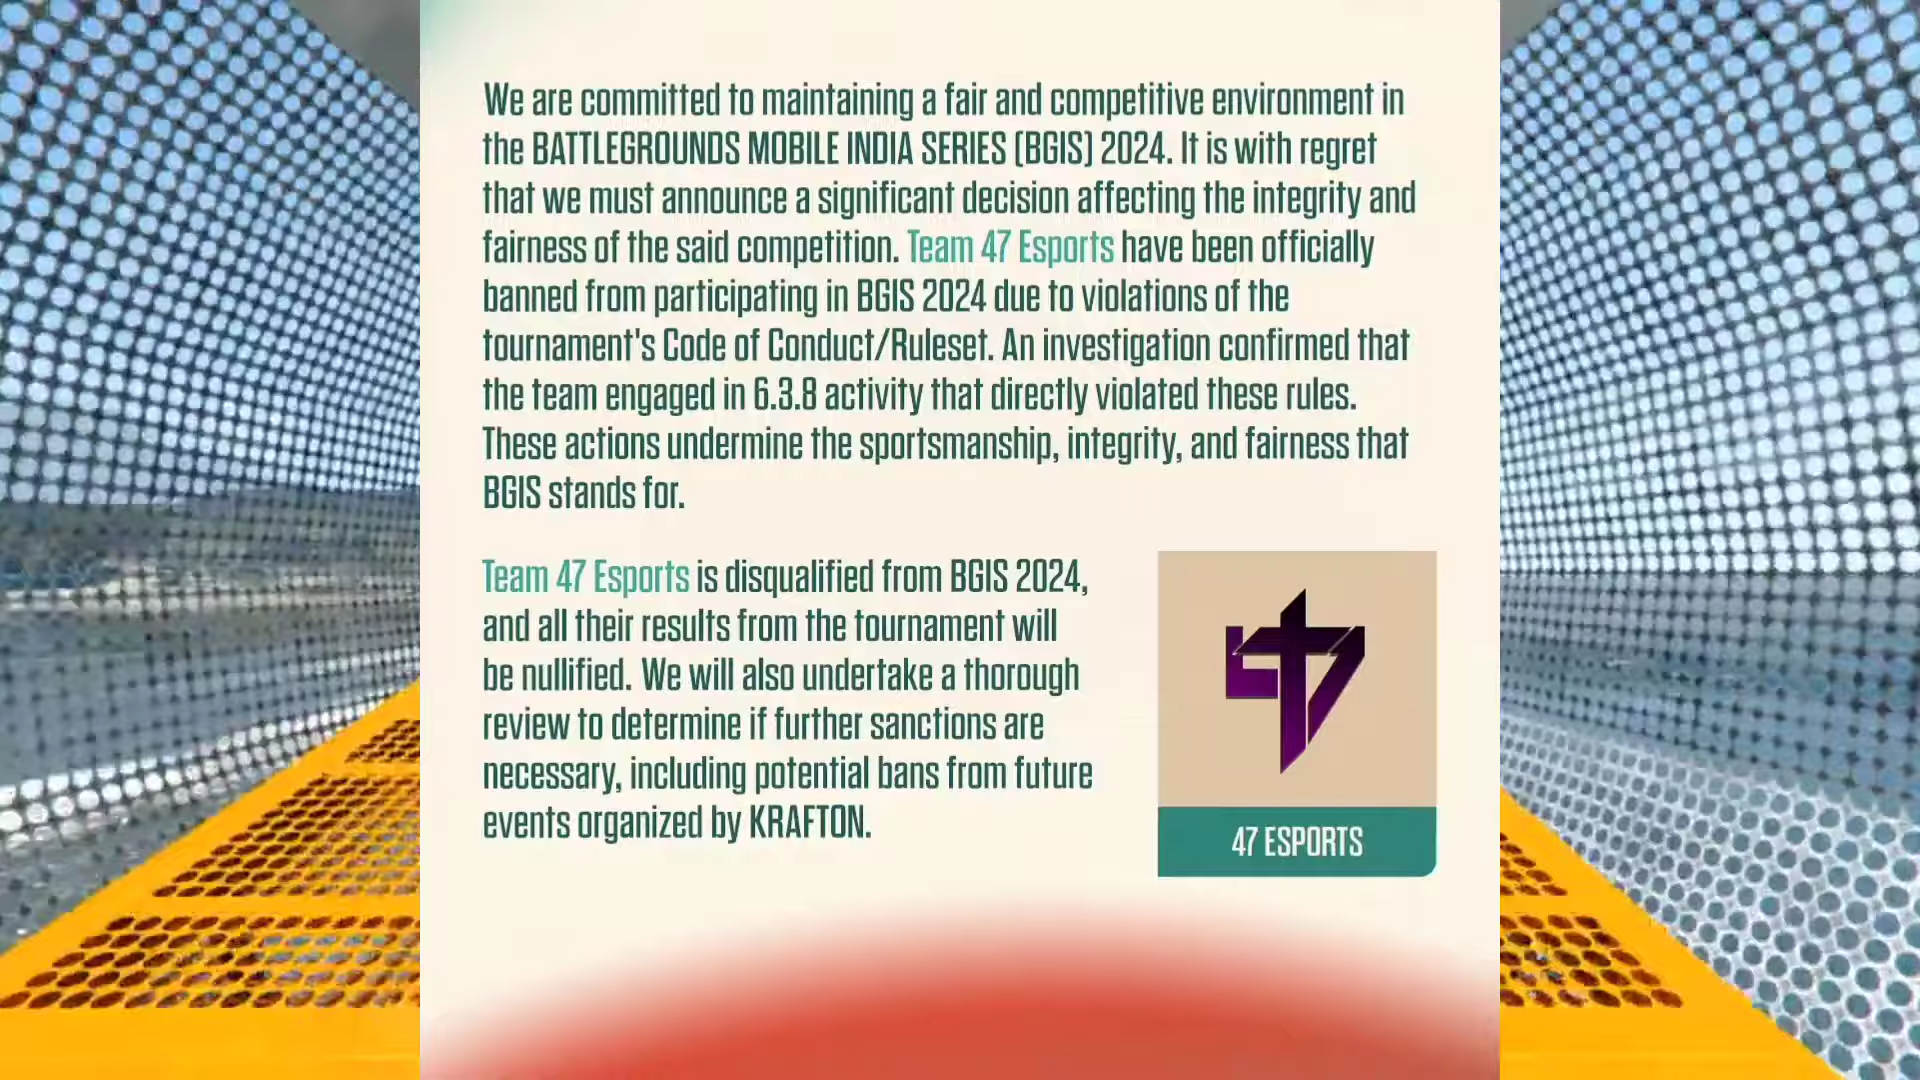 We are committed to maintaining a fair and competitive environment in
the BATTLEGROUNDS MOBILE INDIA SERIES (BGIS) 2024. It is with regret
that we must announce a significant decision affecting the integrity and
fairness of the said competition. Team 47 Esports have been officially
banned from participating in BGIS 2024 due to violations of the
tournament's Code of Conduct/Ruleset. An investigation confirmed that
the team engaged in 6.3.8 activity that directly violated these rules.
These actions undermine the sportsmanship, integrity, and fairness that
BGIS stands for.
Team 47 Esports is disqualified from BGIS 2024,
and all their results from the tournament will
be nullified. We will also undertake a thorough
review to determine if further sanctions are
necessary, including potential bans from future
events organized by KRAFTON.
47
47 ESPORTS